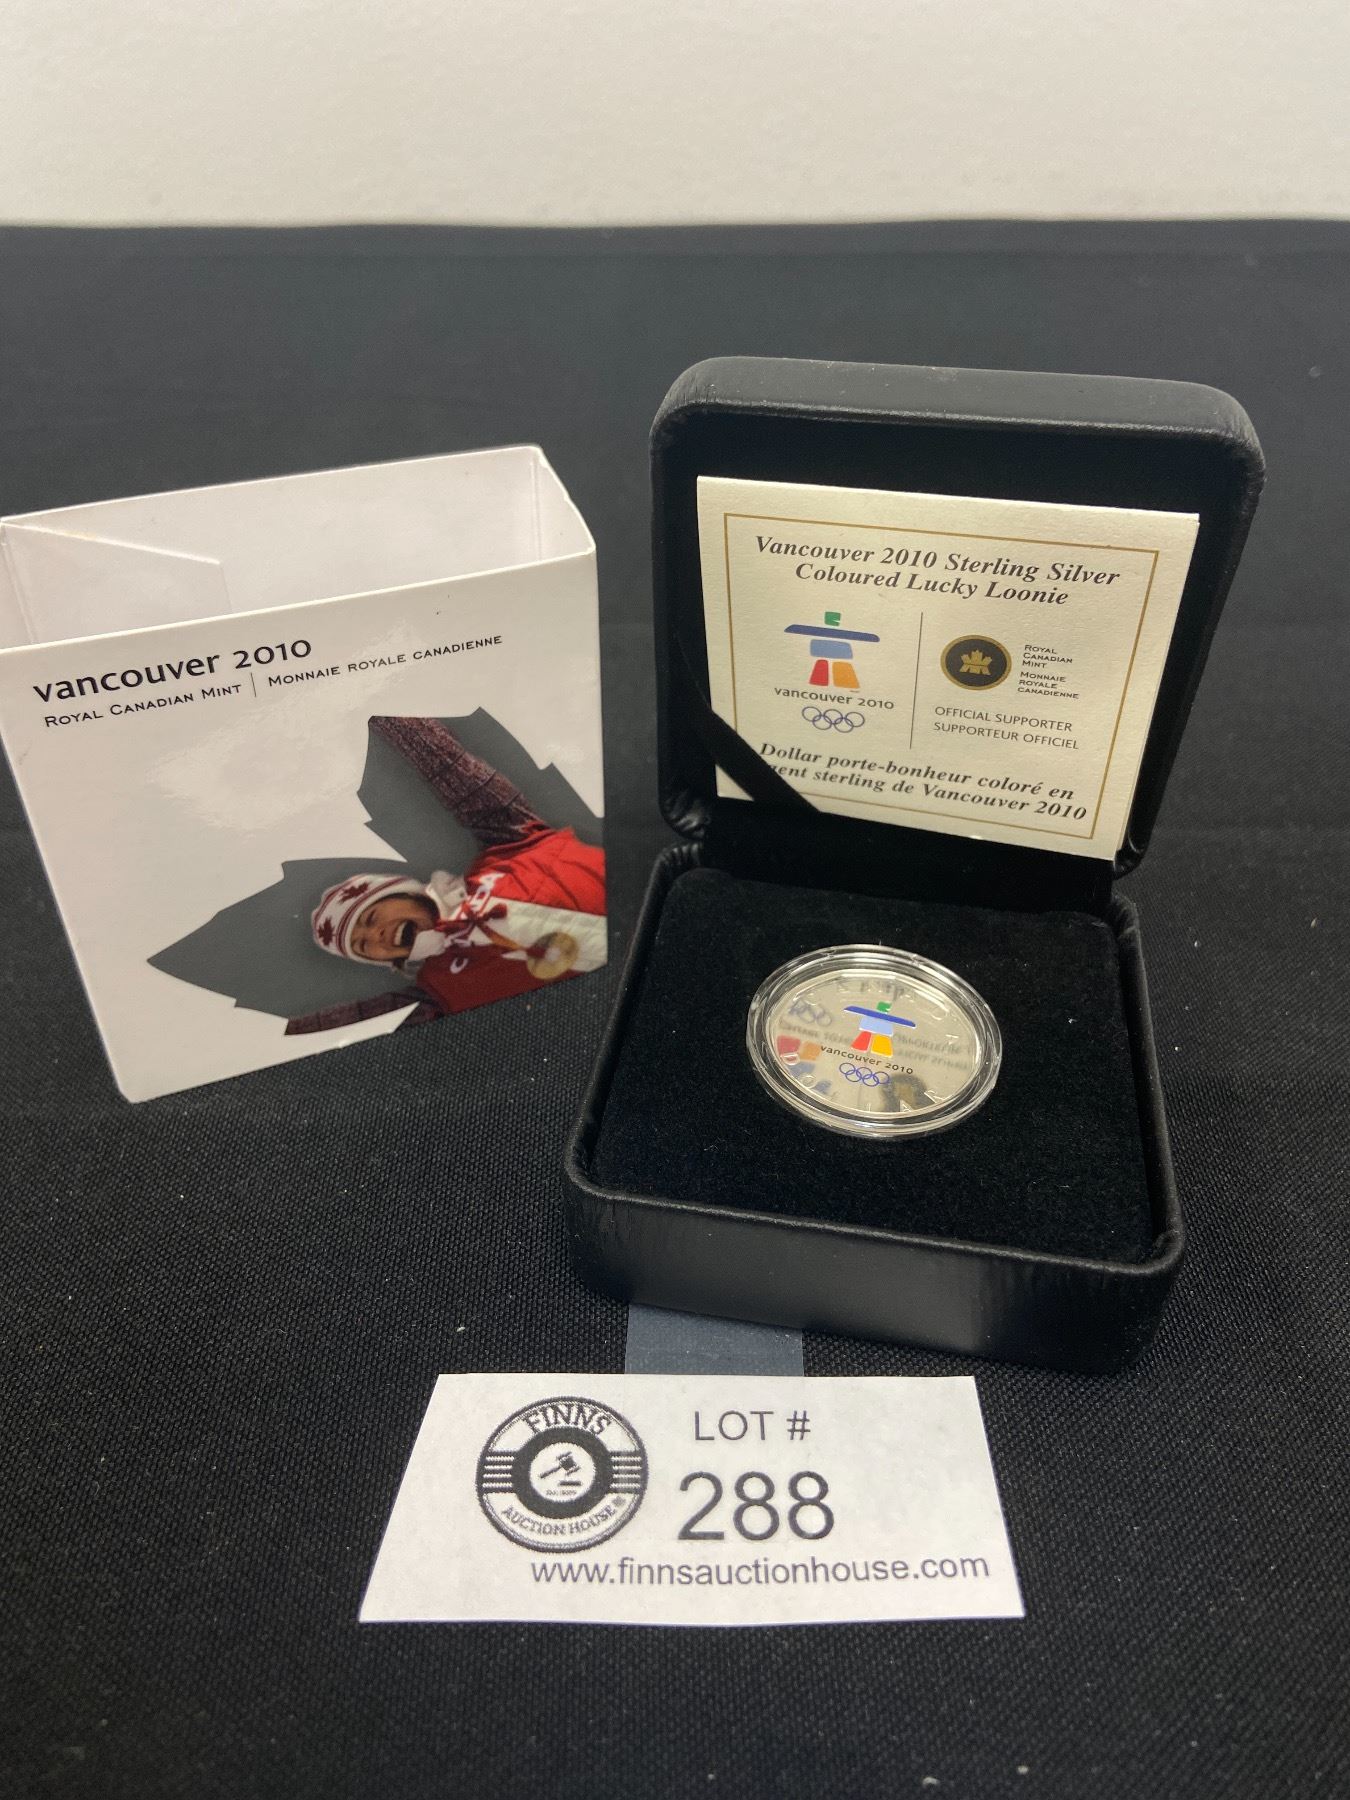 vancouver 2010
ROYAL CANADIAN MINT | MONNAIE ROYALE CANADIENNE
Vancouver 2010 Sterling Silver
Coloured Lucky Loonie
vancouver 2010
ROYAL
CANADIAN
MINT
MONNAIE
ROYALE
CANADIENNE
OFFICIAL SUPPORTER
SUPPORTEUR OFFICIEL
Dollar porte-bonheur coloré en
sterling de Vancouver 2010
vancouver 2010
DOLLAR
FINNS
AUCTION HOUSE
LOT #
288
www.finnsauctionhouse.com